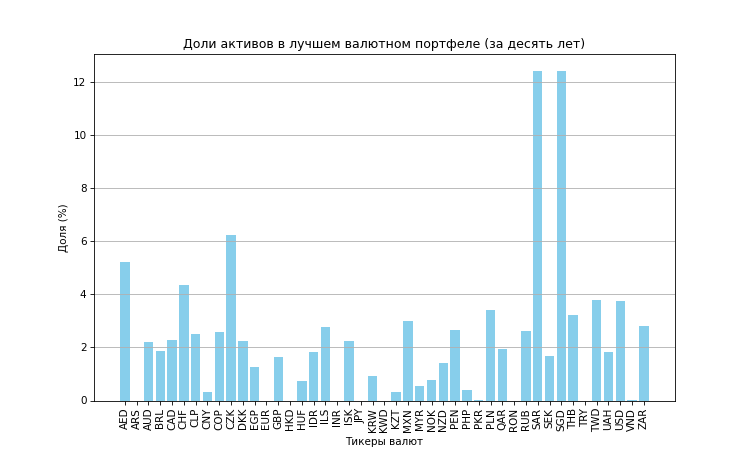 Доли активов в лучшем валютном портфеле (за десять лет)
Доля (%)
12
10
8
6
4
2
0
AED ARS AUD BRL CAD CHF CLP CNY COP CZK DKK EGP EUR GBP HKD HUF IDR ILS INR ISK JPY KRW KWD KZT MXN MYR NOK NZD PEN PHP PKR PLN QAR RON RUB SAR SEK SGD THB TRY TWD UAH USD VND ZAR
Тикеры валют